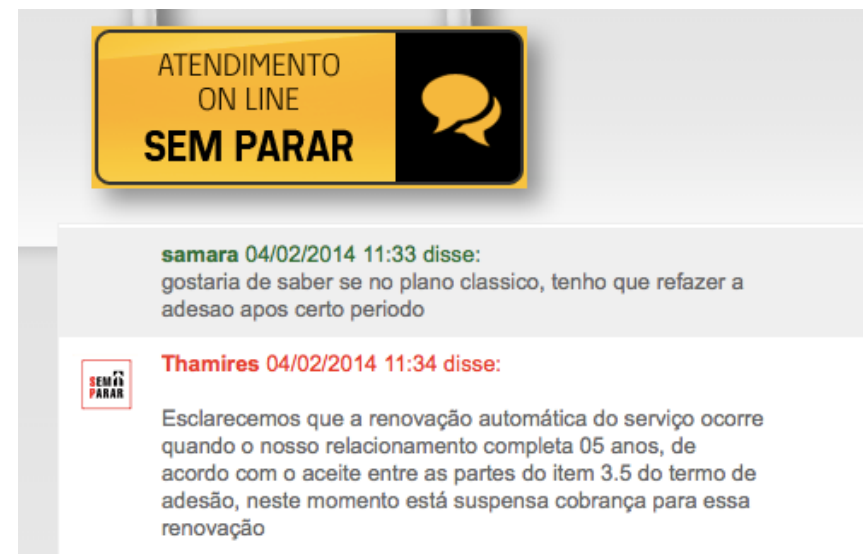 ATENDIMENTO
ON LINE
SEM PARAR
samara 04/02/2014 11:33 disse:
gostaria de saber se no plano classico, tenho que refazer a
adesao apos certo periodo
Thamires 04/02/2014 11:34 disse:
SEM
PARAR
Esclarecemos que a renovação automática do serviço ocorre
quando o nosso relacionamento completa 05 anos, de
acordo com o aceite entre as partes do item 3.5 do termo de
adesão, neste momento está suspensa cobrança para essa
renovação